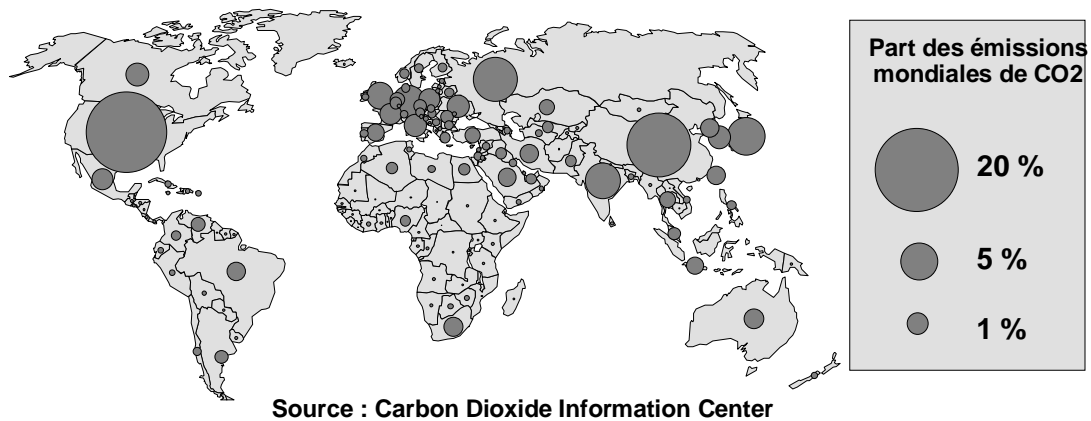 Part des émissions
mondiales de CO2
20 %
5 %
1 %
Source : Carbon Dioxide Information Center